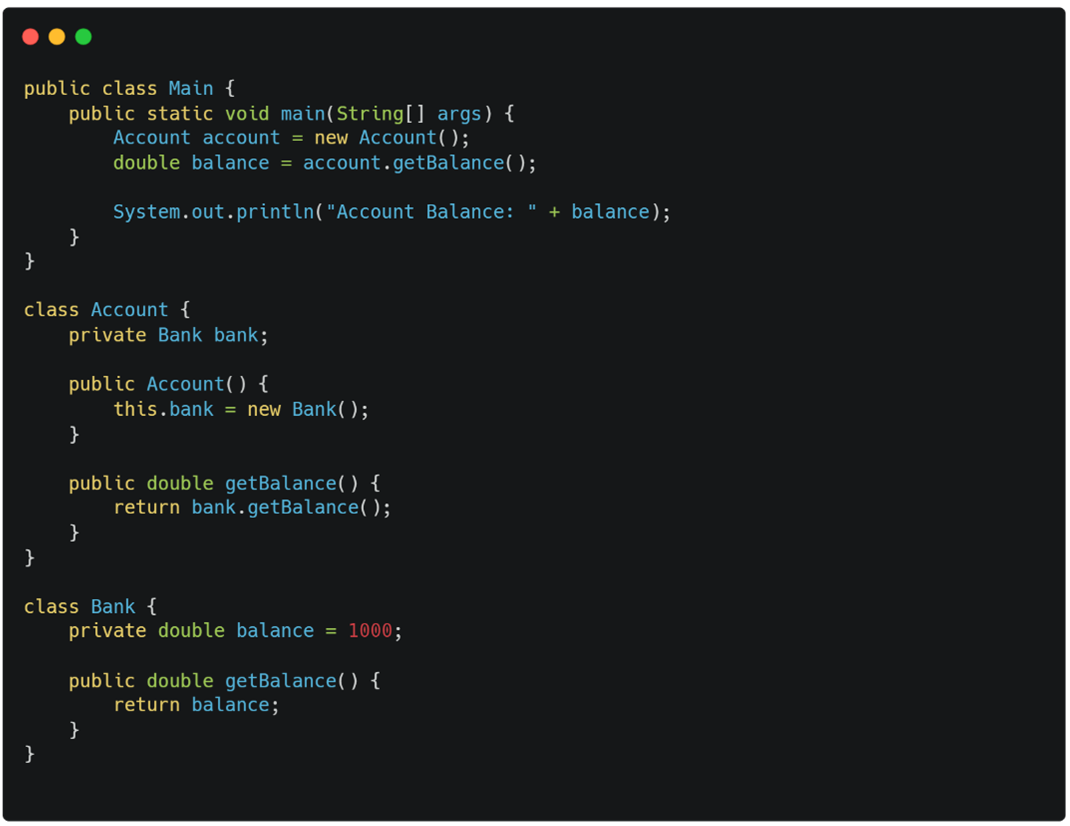 public class Main {
    public static void main(String[] args) {
        Account account = new Account();
        double balance = account.getBalance();

        System.out.println("Account Balance: " + balance);
    }
}

class Account {
    private Bank bank;

    public Account() {
        this.bank = new Bank();
    }

    public double getBalance() {
        return bank.getBalance();
    }
}

class Bank {
    private double balance = 1000;

    public double getBalance() {
        return balance;
    }
}